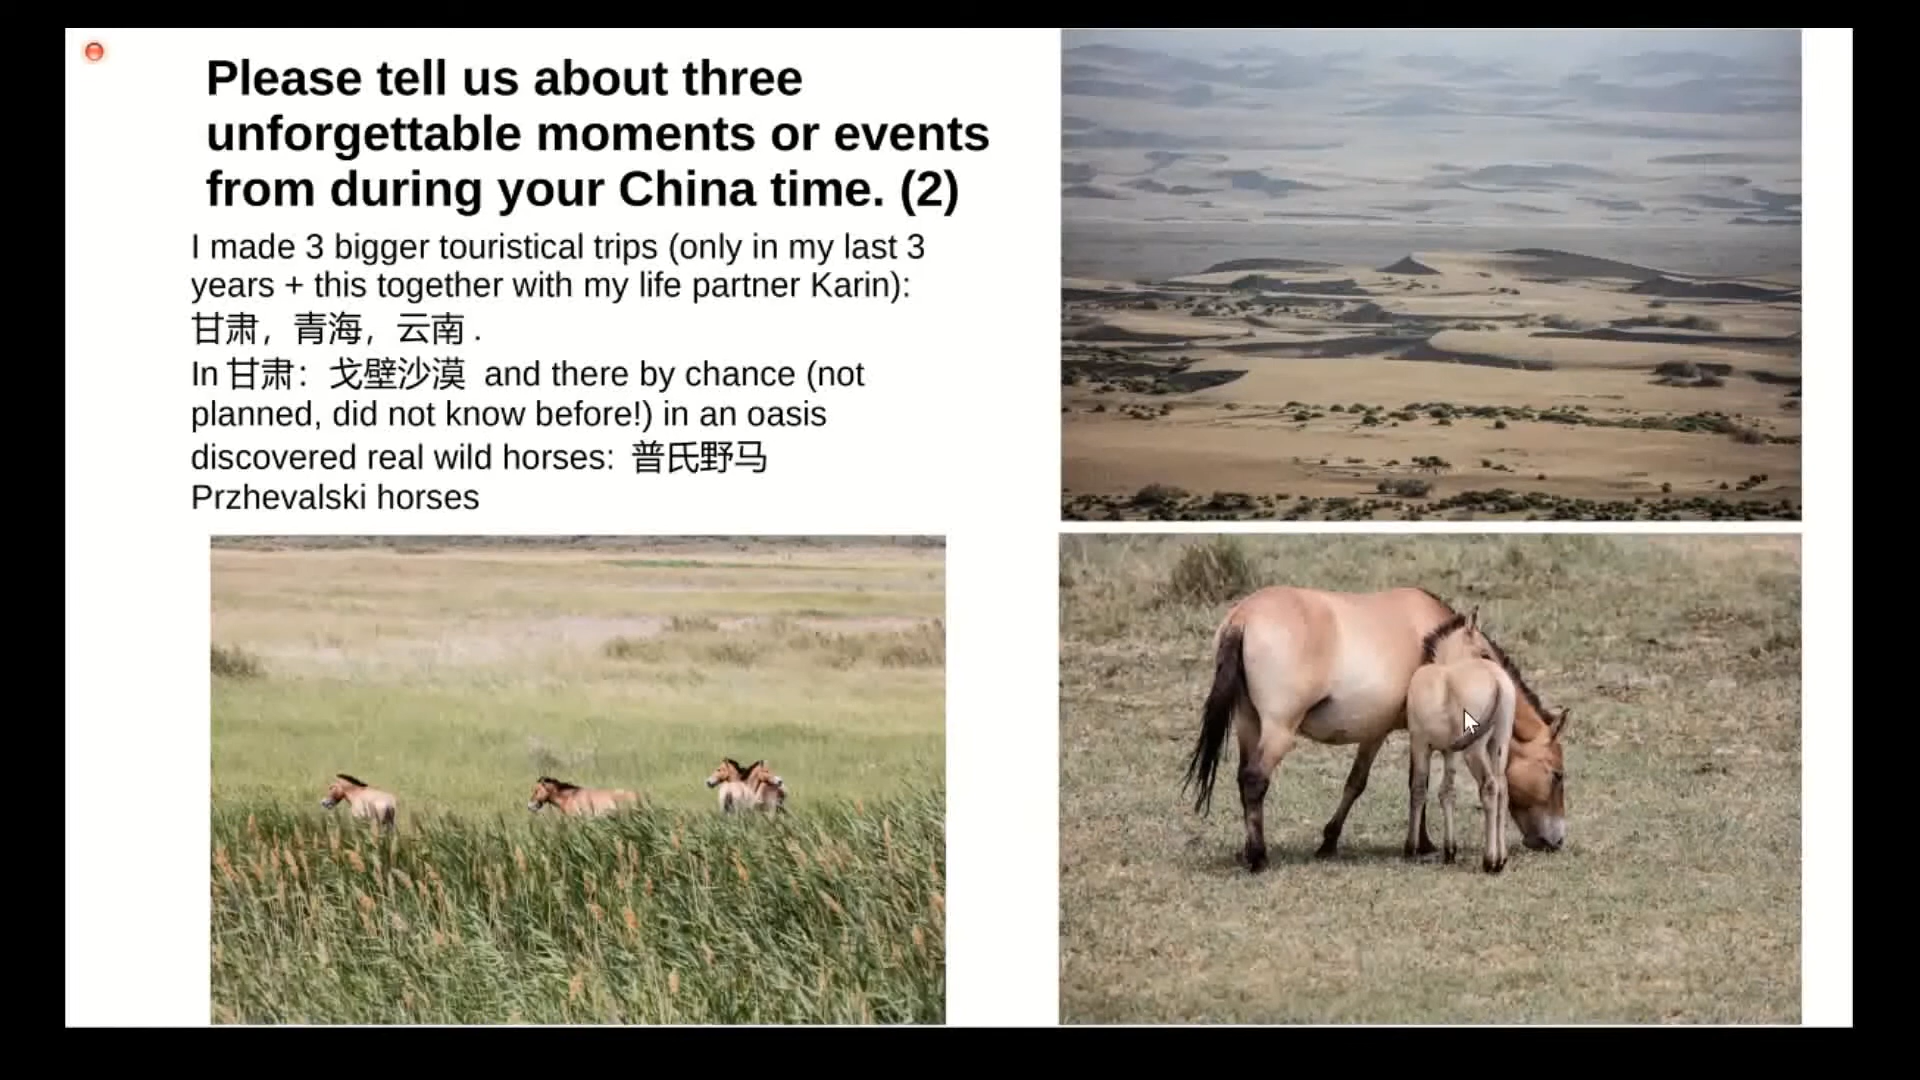 Please tell us about three
unforgettable moments or events
from during your China time. (2)
I made 3 bigger touristical trips (only in my last 3
years + this together with my life partner Karin):
甘肃，青海，云南 .
In 甘肃：戈壁沙漠 and there by chance (not
planned, did not know before!) in an oasis
discovered real wild horses: 普氏野马
Przhevalski horses